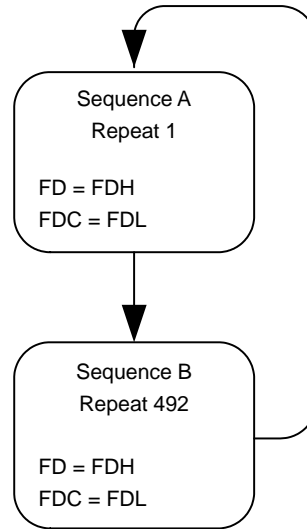 Sequence A
Repeat 1
FD = FDH
FDC = FDL
Sequence B
Repeat 492
FD = FDH
FDC = FDL